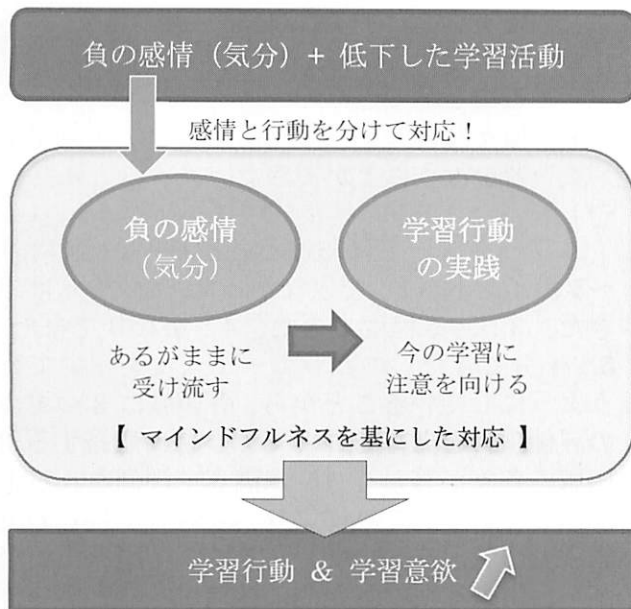 負の感情（気分）+ 低下した学習活動
感情と行動を分けて対応！
負の感情
（気分）
学習行動
の実践
あるがままに
受け流す
今の学習に
注意を向ける
【 マインドフルネスを基にした対応 】
学習行動 & 学習意欲